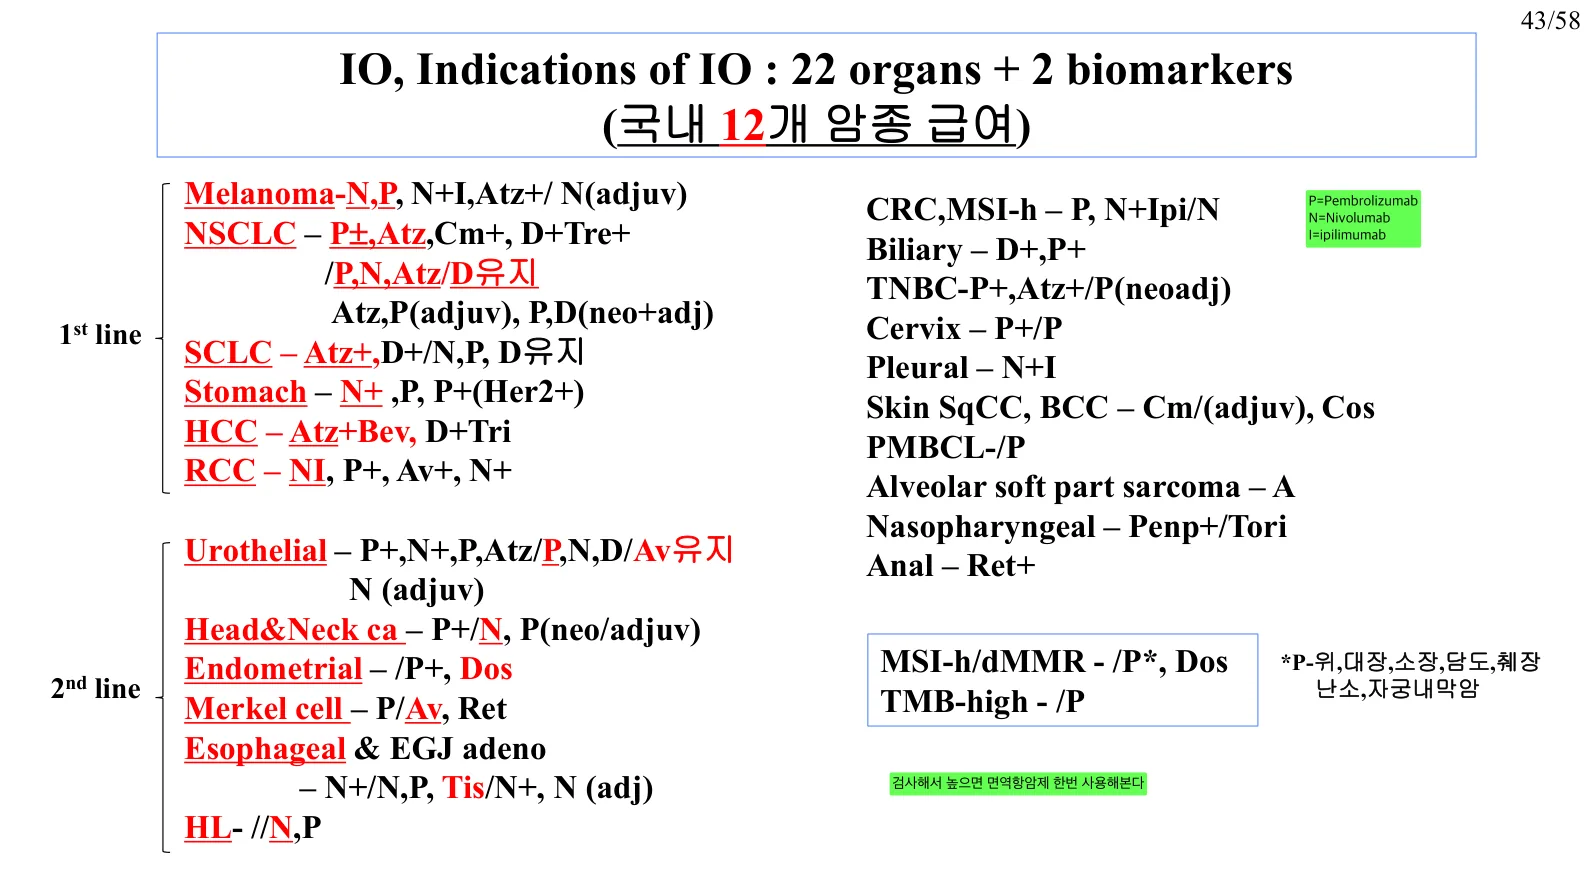 43/58
IO, Indications of IO : 22 organs + 2 biomarkers
(국내 12개 암종 급여)
1st line
Melanoma-N,P, N+I,Atz+/ N(adjuv)
NSCLC – P±,Atz,Cm+, D+Tre+
/P,N,Atz/D유지
Atz,P(adjuv), P,D(neo+adj)
SCLC – Atz+,D+/N,P, D유지
Stomach – N+ ,P, P+(Her2+)
HCC – Atz+Bev, D+Tri
RCC – NI, P+, Av+, N+
2nd line
Urothelial – P+,N+,P,Atz/P,N,D/Av유지
N (adjuv)
Head&Neck ca – P+/N, P(neo/adjuv)
Endometrial – /P+, Dos
Merkel cell – P/Av, Ret
Esophageal & EGJ adeno
– N+/N,P, Tis/N+, N (adj)
HL- //N,P
CRC,MSI-h – P, N+Ipi/N
Biliary – D+,P+
TNBC-P+,Atz+/P(neoadj)
Cervix – P+/P
Pleural – N+I
Skin SqCC, BCC – Cm/(adjuv), Cos
PMBCL-/P
Alveolar soft part sarcoma – A
Nasopharyngeal – Penp+/Tori
Anal – Ret+
P=Pembrolizumab
N=Nivolumab
I=ipilimumab
MSI-h/dMMR - /P*, Dos
TMB-high - /P
*P-위,대장,소장,담도,췌장
난소,자궁내막암
검사해서 높으면 면역항암제 한번 사용해본다